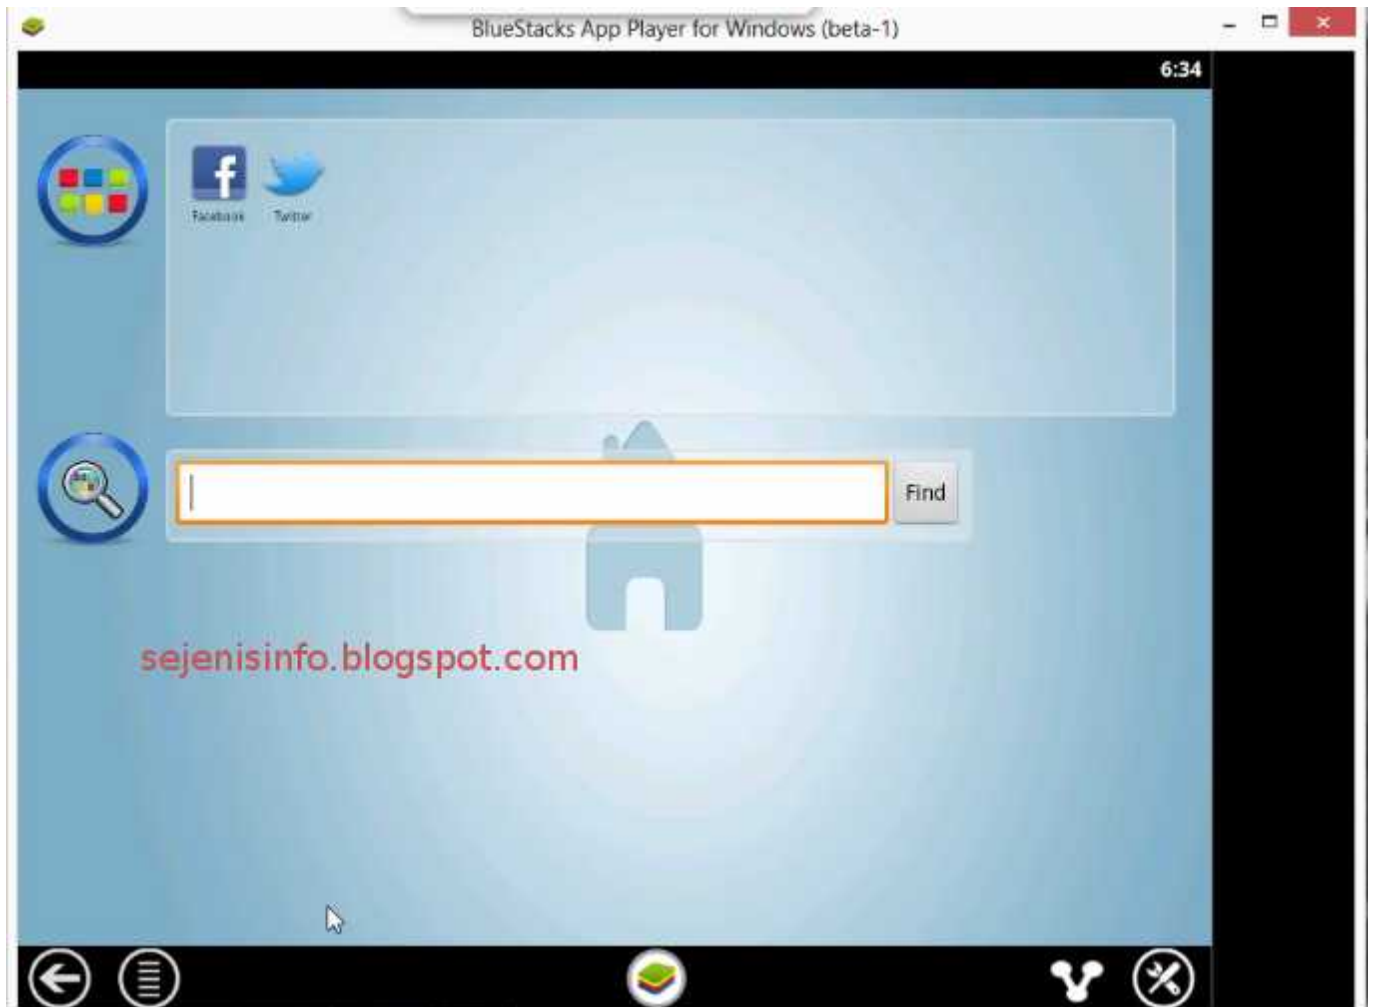 BlueStacks App Player for Windows (beta-1)
6:34
Facebook Twitter
Find
sejenisinfo.blogspot.com